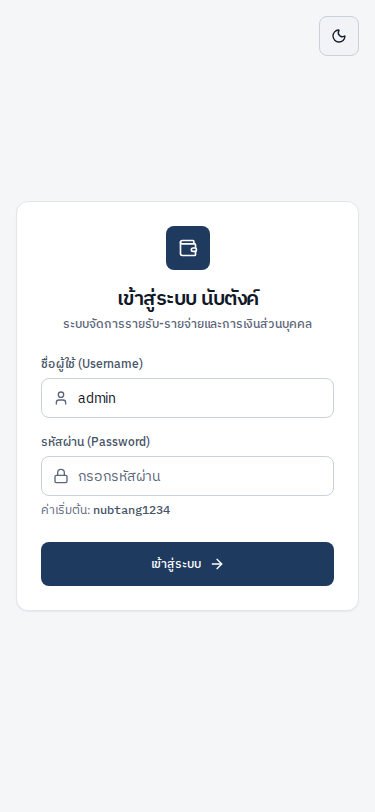 เข้าสู่ระบบ นับตังค์
ระบบจัดการรายรับ-รายจ่ายและการเงินส่วนบุคคล
ชื่อผู้ใช้ (Username)
admin
รหัสผ่าน (Password)
กรอกรหัสผ่าน
ค่าเริ่มต้น: nubtang1234
เข้าสู่ระบบ